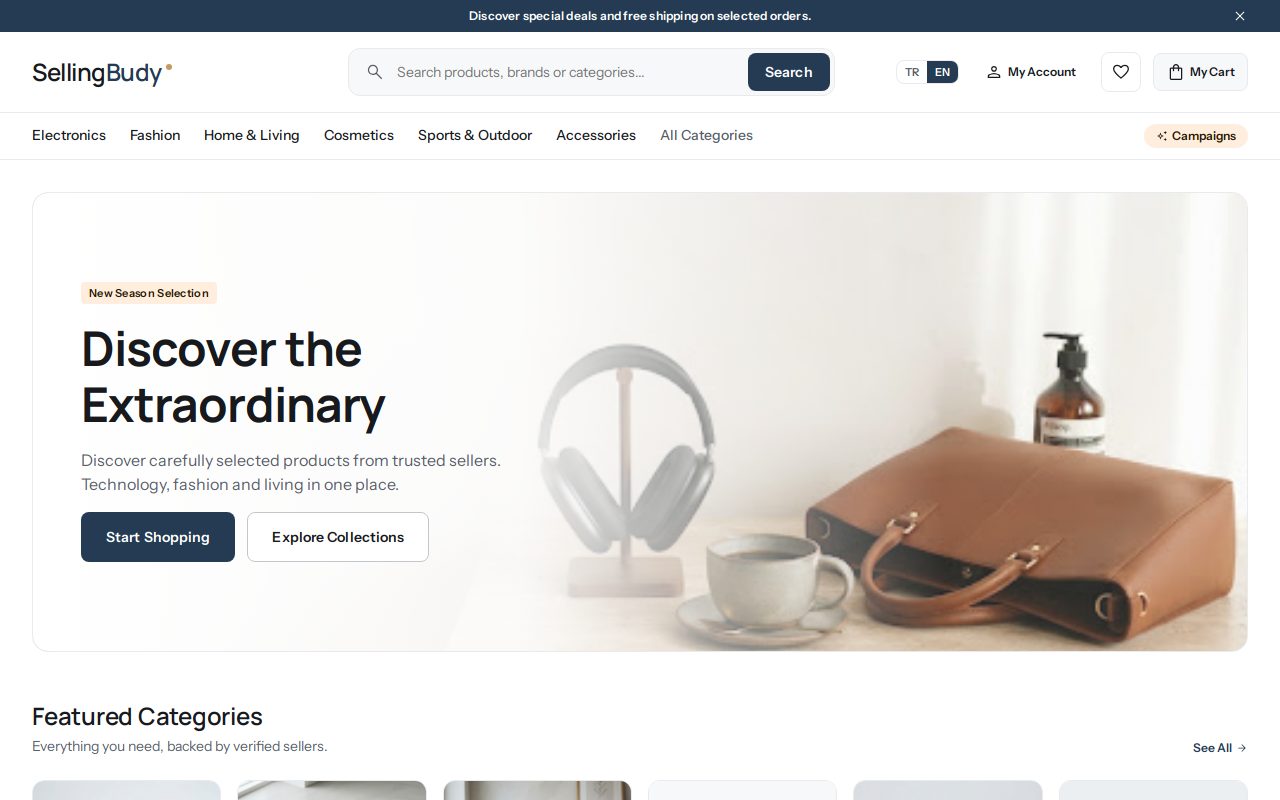 Discover special deals and free shipping on selected orders.
SellingBudy
Search products, brands or categories...
Search
TR
EN
My Account
My Cart
Electronics
Fashion
Home & Living
Cosmetics
Sports & Outdoor
Accessories
All Categories
Campaigns
New Season Selection
Discover the
Extraordinary
Discover carefully selected products from trusted sellers.
Technology, fashion and living in one place.
Start Shopping
Explore Collections
Featured Categories
Everything you need, backed by verified sellers.
See All